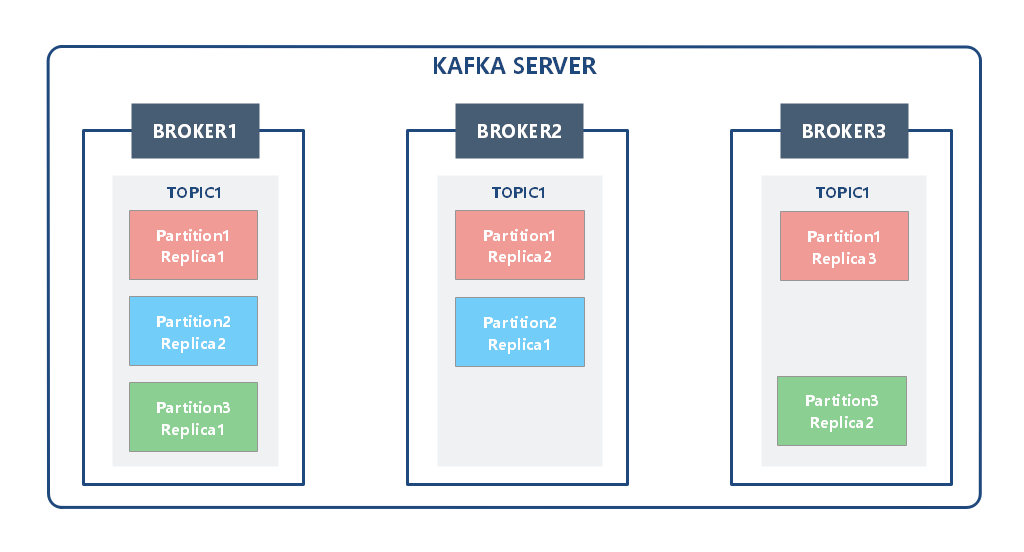 KAFKA SERVER
BROKER1
TOPIC1
Partition1
Replica1
Partition2
Replica2
Partition3
Replica1
BROKER2
TOPIC1
Partition1
Replica2
Partition2
Replica1
BROKER3
TOPIC1
Partition1
Replica3
Partition3
Replica2